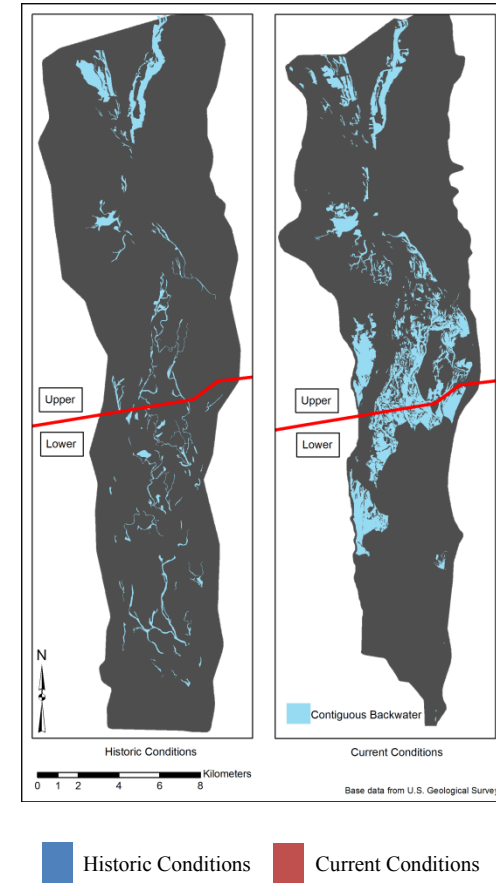 Upper
Lower
Upper
Lower
N
Contiguous Backwater
Historic Conditions
Current Conditions
Kilometers
0 1 2 4 6 8
Base data from U.S. Geological Survey
Historic Conditions Current Conditions